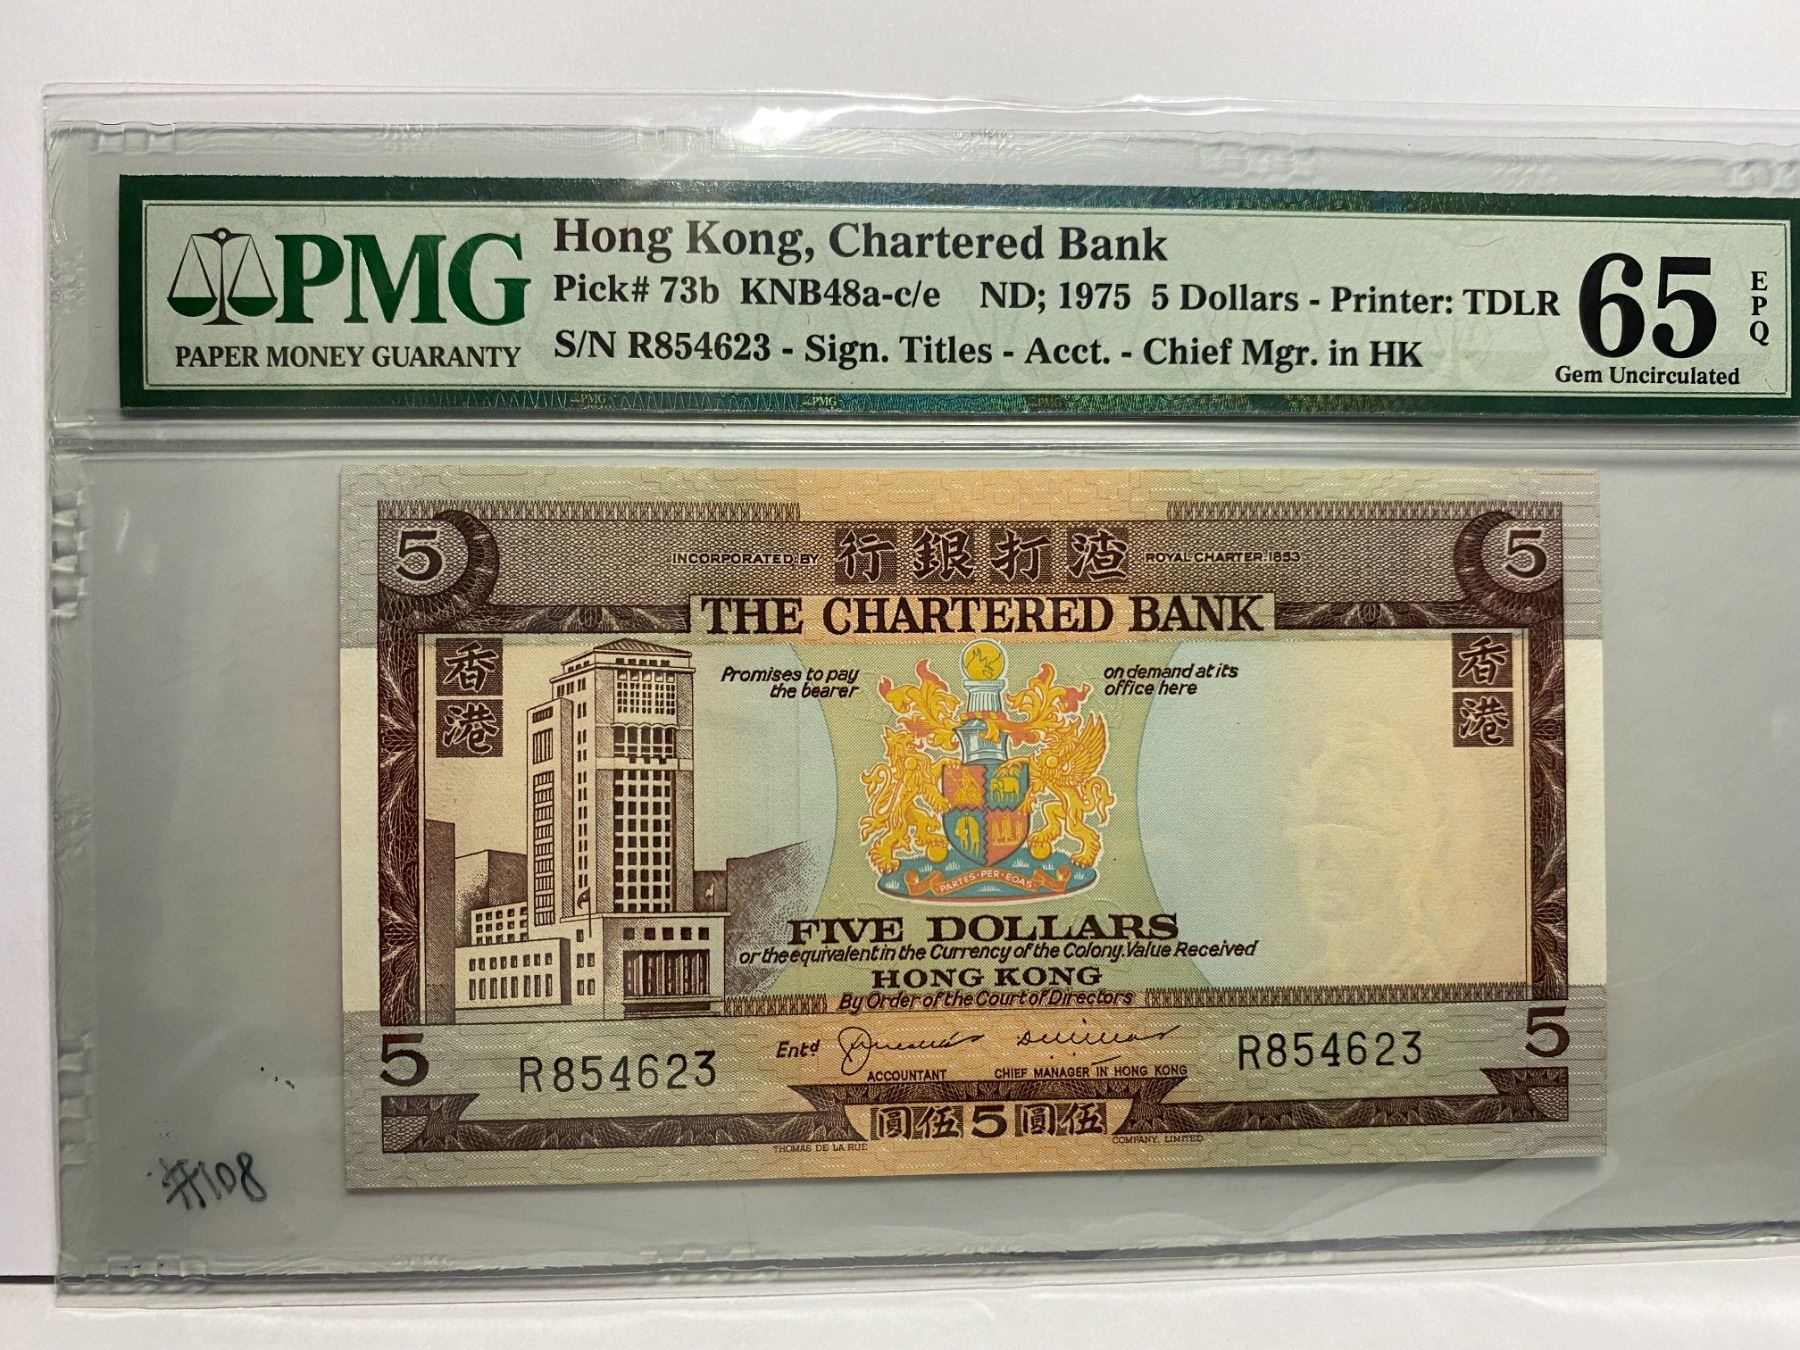 PMG
PAPER MONEY GUARANTY
Hong Kong, Chartered Bank
Pick# 73b KNB48a-c/e ND; 1975 5 Dollars - Printer: TDLR
S/N R854623 - Sign. Titles - Acct. - Chief Mgr. in HK
65
EPQ
Gem Uncirculated
PMG PMG PMG
5 5
INCORPORATED BY 行銀打渣 ROYAL CHARTER.1853
THE CHARTERED BANK
香港
香港
Promises to pay
the bearer
on demand at its
office here
PARTES·PER·EOAS
FIVE DOLLARS
or the equivalent in the Currency of the Colony. Value Received
HONG KONG
By Order of the Court of Directors
5 5
R854623
Entd
ACCOUNTANT
CHIEF MANAGER IN HONG KONG
R854623
圓伍 5 圓伍
THOMAS DE LA RUE COMPANY, LIMITED
#108